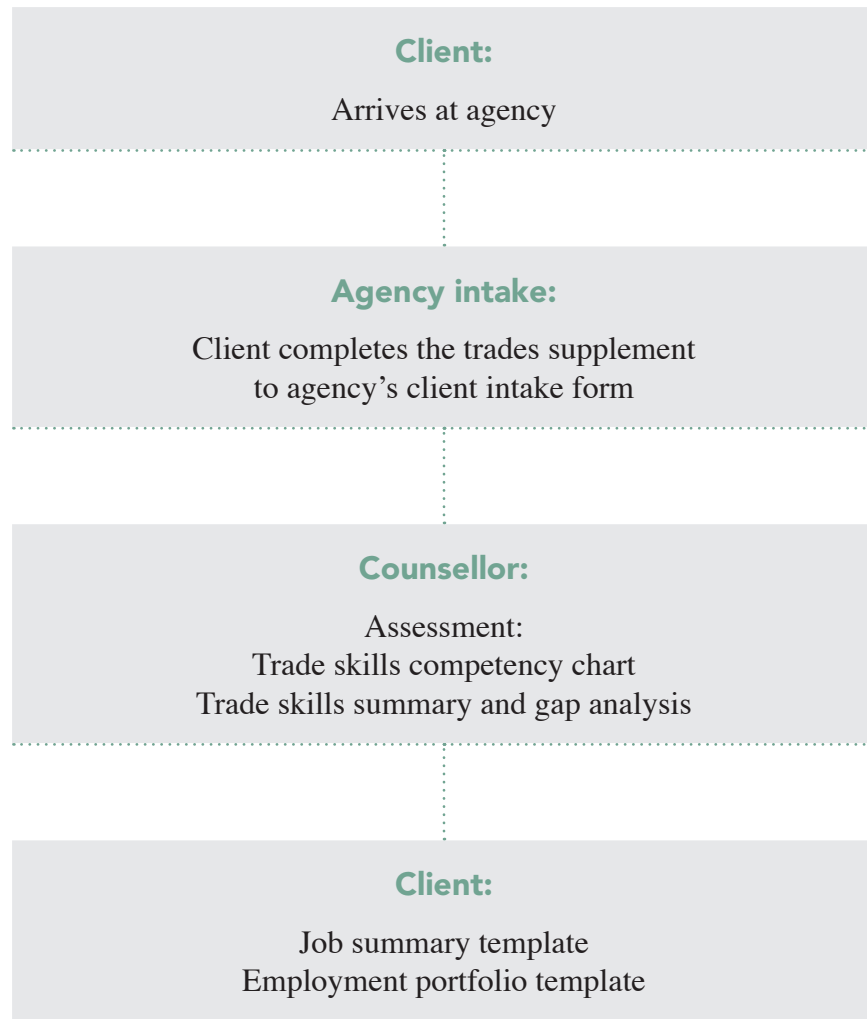 Client:
Arrives at agency
Agency intake:
Client completes the trades supplement
to agency’s client intake form
Counsellor:
Assessment:
Trade skills competency chart
Trade skills summary and gap analysis
Client:
Job summary template
Employment portfolio template